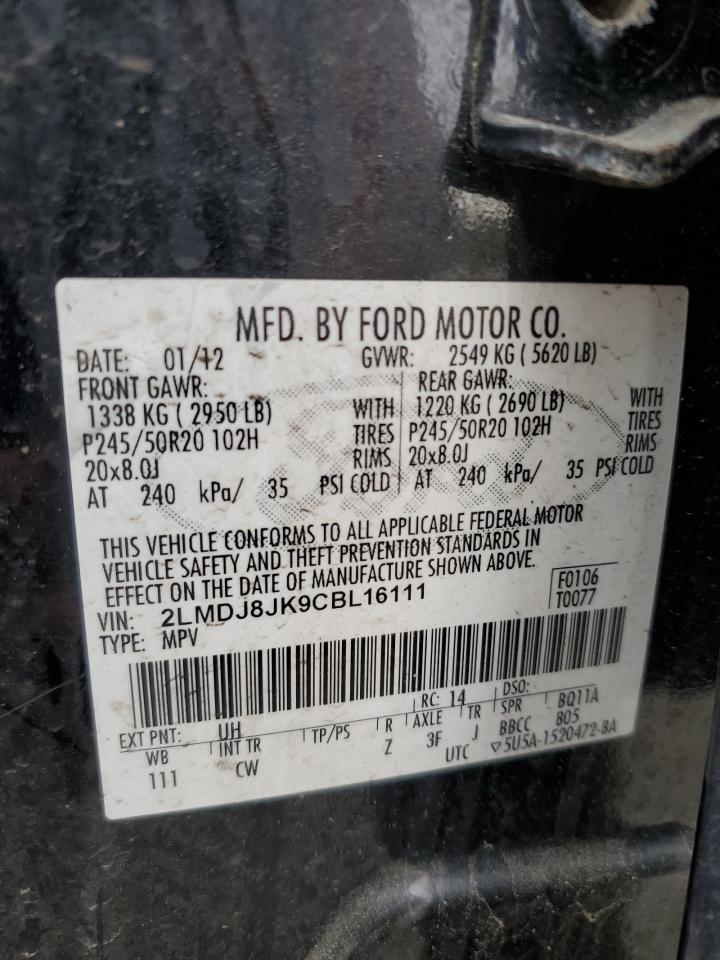 MFD. BY FORD MOTOR CO.
DATE: 01/12 GVWR: 2549 KG ( 5620 LB)
FRONT GAWR: REAR GAWR:
1338 KG ( 2950 LB) WITH 1220 KG ( 2690 LB) WITH
P245/50R20 102H TIRES P245/50R20 102H TIRES
20x8.0J RIMS 20x8.0J RIMS
AT 240 kPa/ 35 PSI COLD AT 240 kPa/ 35 PSI COLD
THIS VEHICLE CONFORMS TO ALL APPLICABLE FEDERAL MOTOR
VEHICLE SAFETY AND THEFT PREVENTION STANDARDS IN
EFFECT ON THE DATE OF MANUFACTURE SHOWN ABOVE.
VIN: 2LMDJ8JK9CBL16111 F0106
TYPE: MPV T0077
EXT PNT: UH RC: 14 DSO: BQ11A
WB INT TR TP/PS R AXLE TR SPR 805
111 CW Z 3F J BBCC
UTC ▽5U5A-1520472-8A